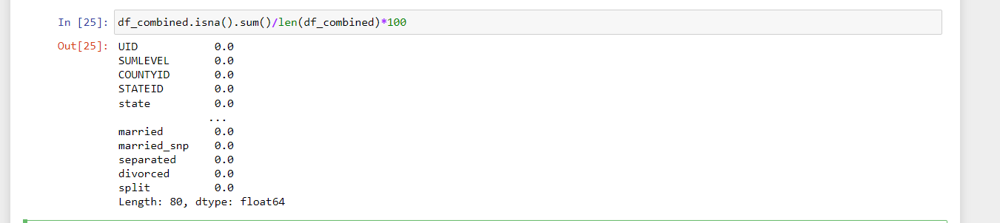 In [25]: df_combined.isna().sum()/len(df_combined)*100
Out[25]: UID 0.0
SUMLEVEL 0.0
COUNTYID 0.0
STATEID 0.0
state 0.0
...
married 0.0
married_snp 0.0
separated 0.0
divorced 0.0
split 0.0
Length: 80, dtype: float64